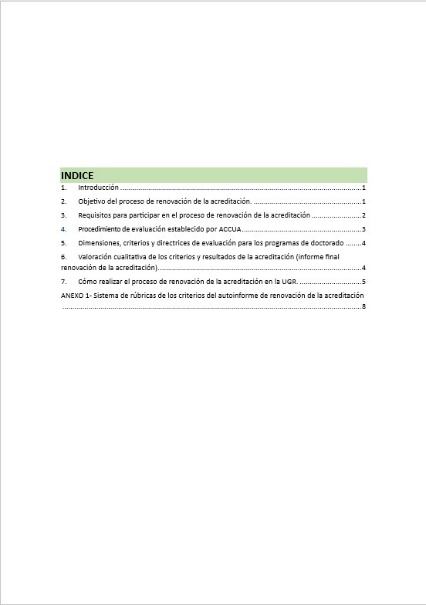 INDICE
1. Introducción ........ 1
2. Objetivo del proceso de renovación de la acreditación. ........ 1
3. Requisitos para participar en el proceso de renovación de la acreditación ........ 2
4. Procedimiento de evaluación establecido por ACCUA ........ 3
5. Dimensiones, criterios y directrices de evaluación para los programas de doctorado ........ 4
6. Valoración cualitativa de los criterios y resultados de la acreditación (informe final
renovación de la acreditación) ........ 4
7. Cómo realizar el proceso de renovación de la acreditación en la UGR. ........ 5
ANEXO 1- Sistema de rúbricas de los criterios del autoinforme de renovación de la acreditación
........ 8